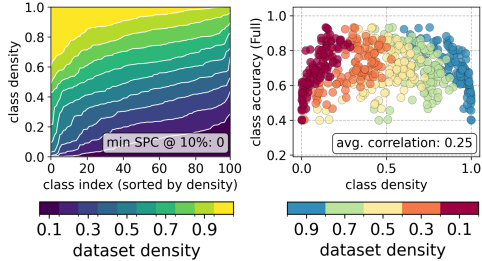 1.0
0.8
0.6
0.4
0.2
0.0
class density
min SPC @ 10%: 0
0 20 40 60 80 100
class index (sorted by density)
0.1 0.3 0.5 0.7 0.9
dataset density
1.0
0.8
0.6
0.4
0.2
class accuracy (Full)
avg. correlation: 0.25
0.0 0.5 1.0
class density
0.9 0.7 0.5 0.3 0.1
dataset density